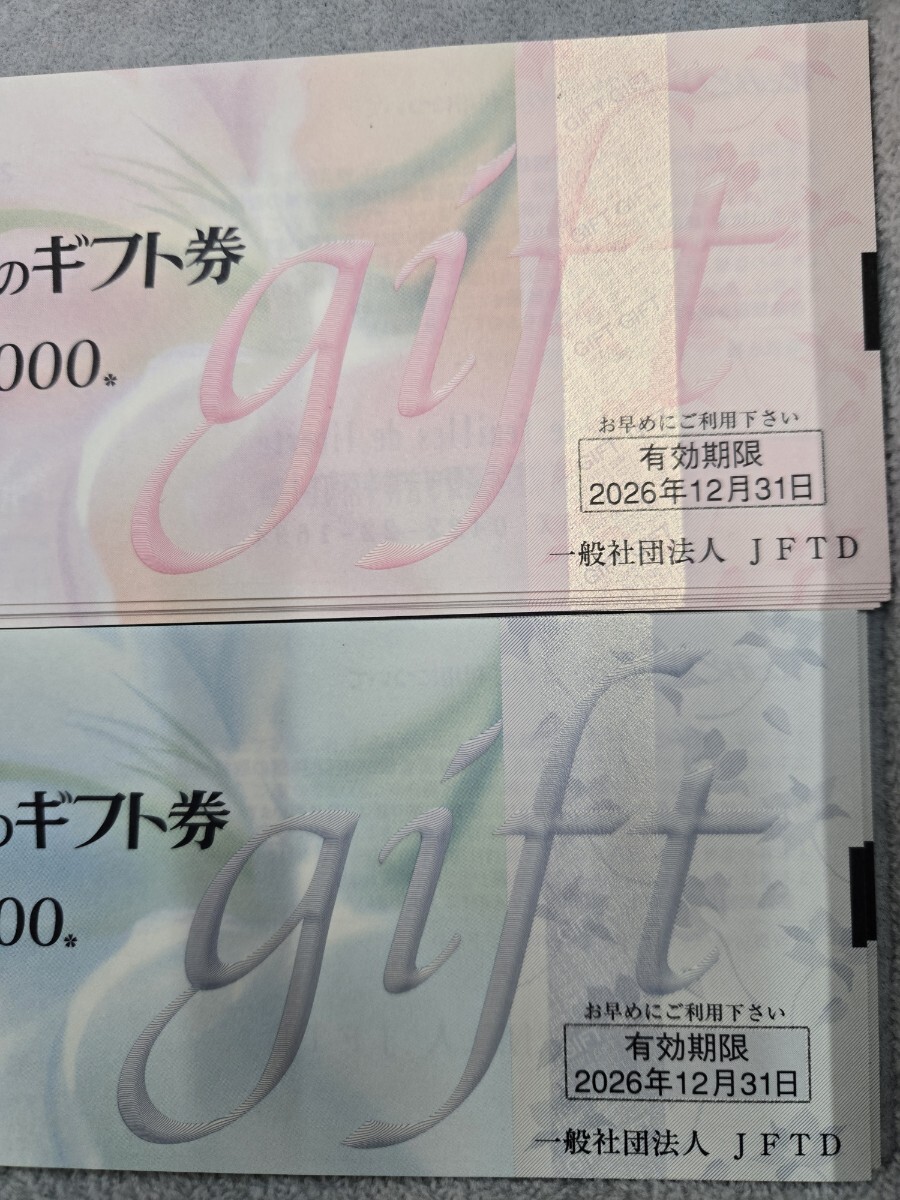 のギフト券
000*
gift
GIFT GIFT
GIFT GIFT
お早めにご利用下さい
有効期限
2026年12月31日
一般社団法人 JFTD
ギフト券
00*
gift
お早めにご利用下さい
有効期限
2026年12月31日
一般社団法人 JFTD